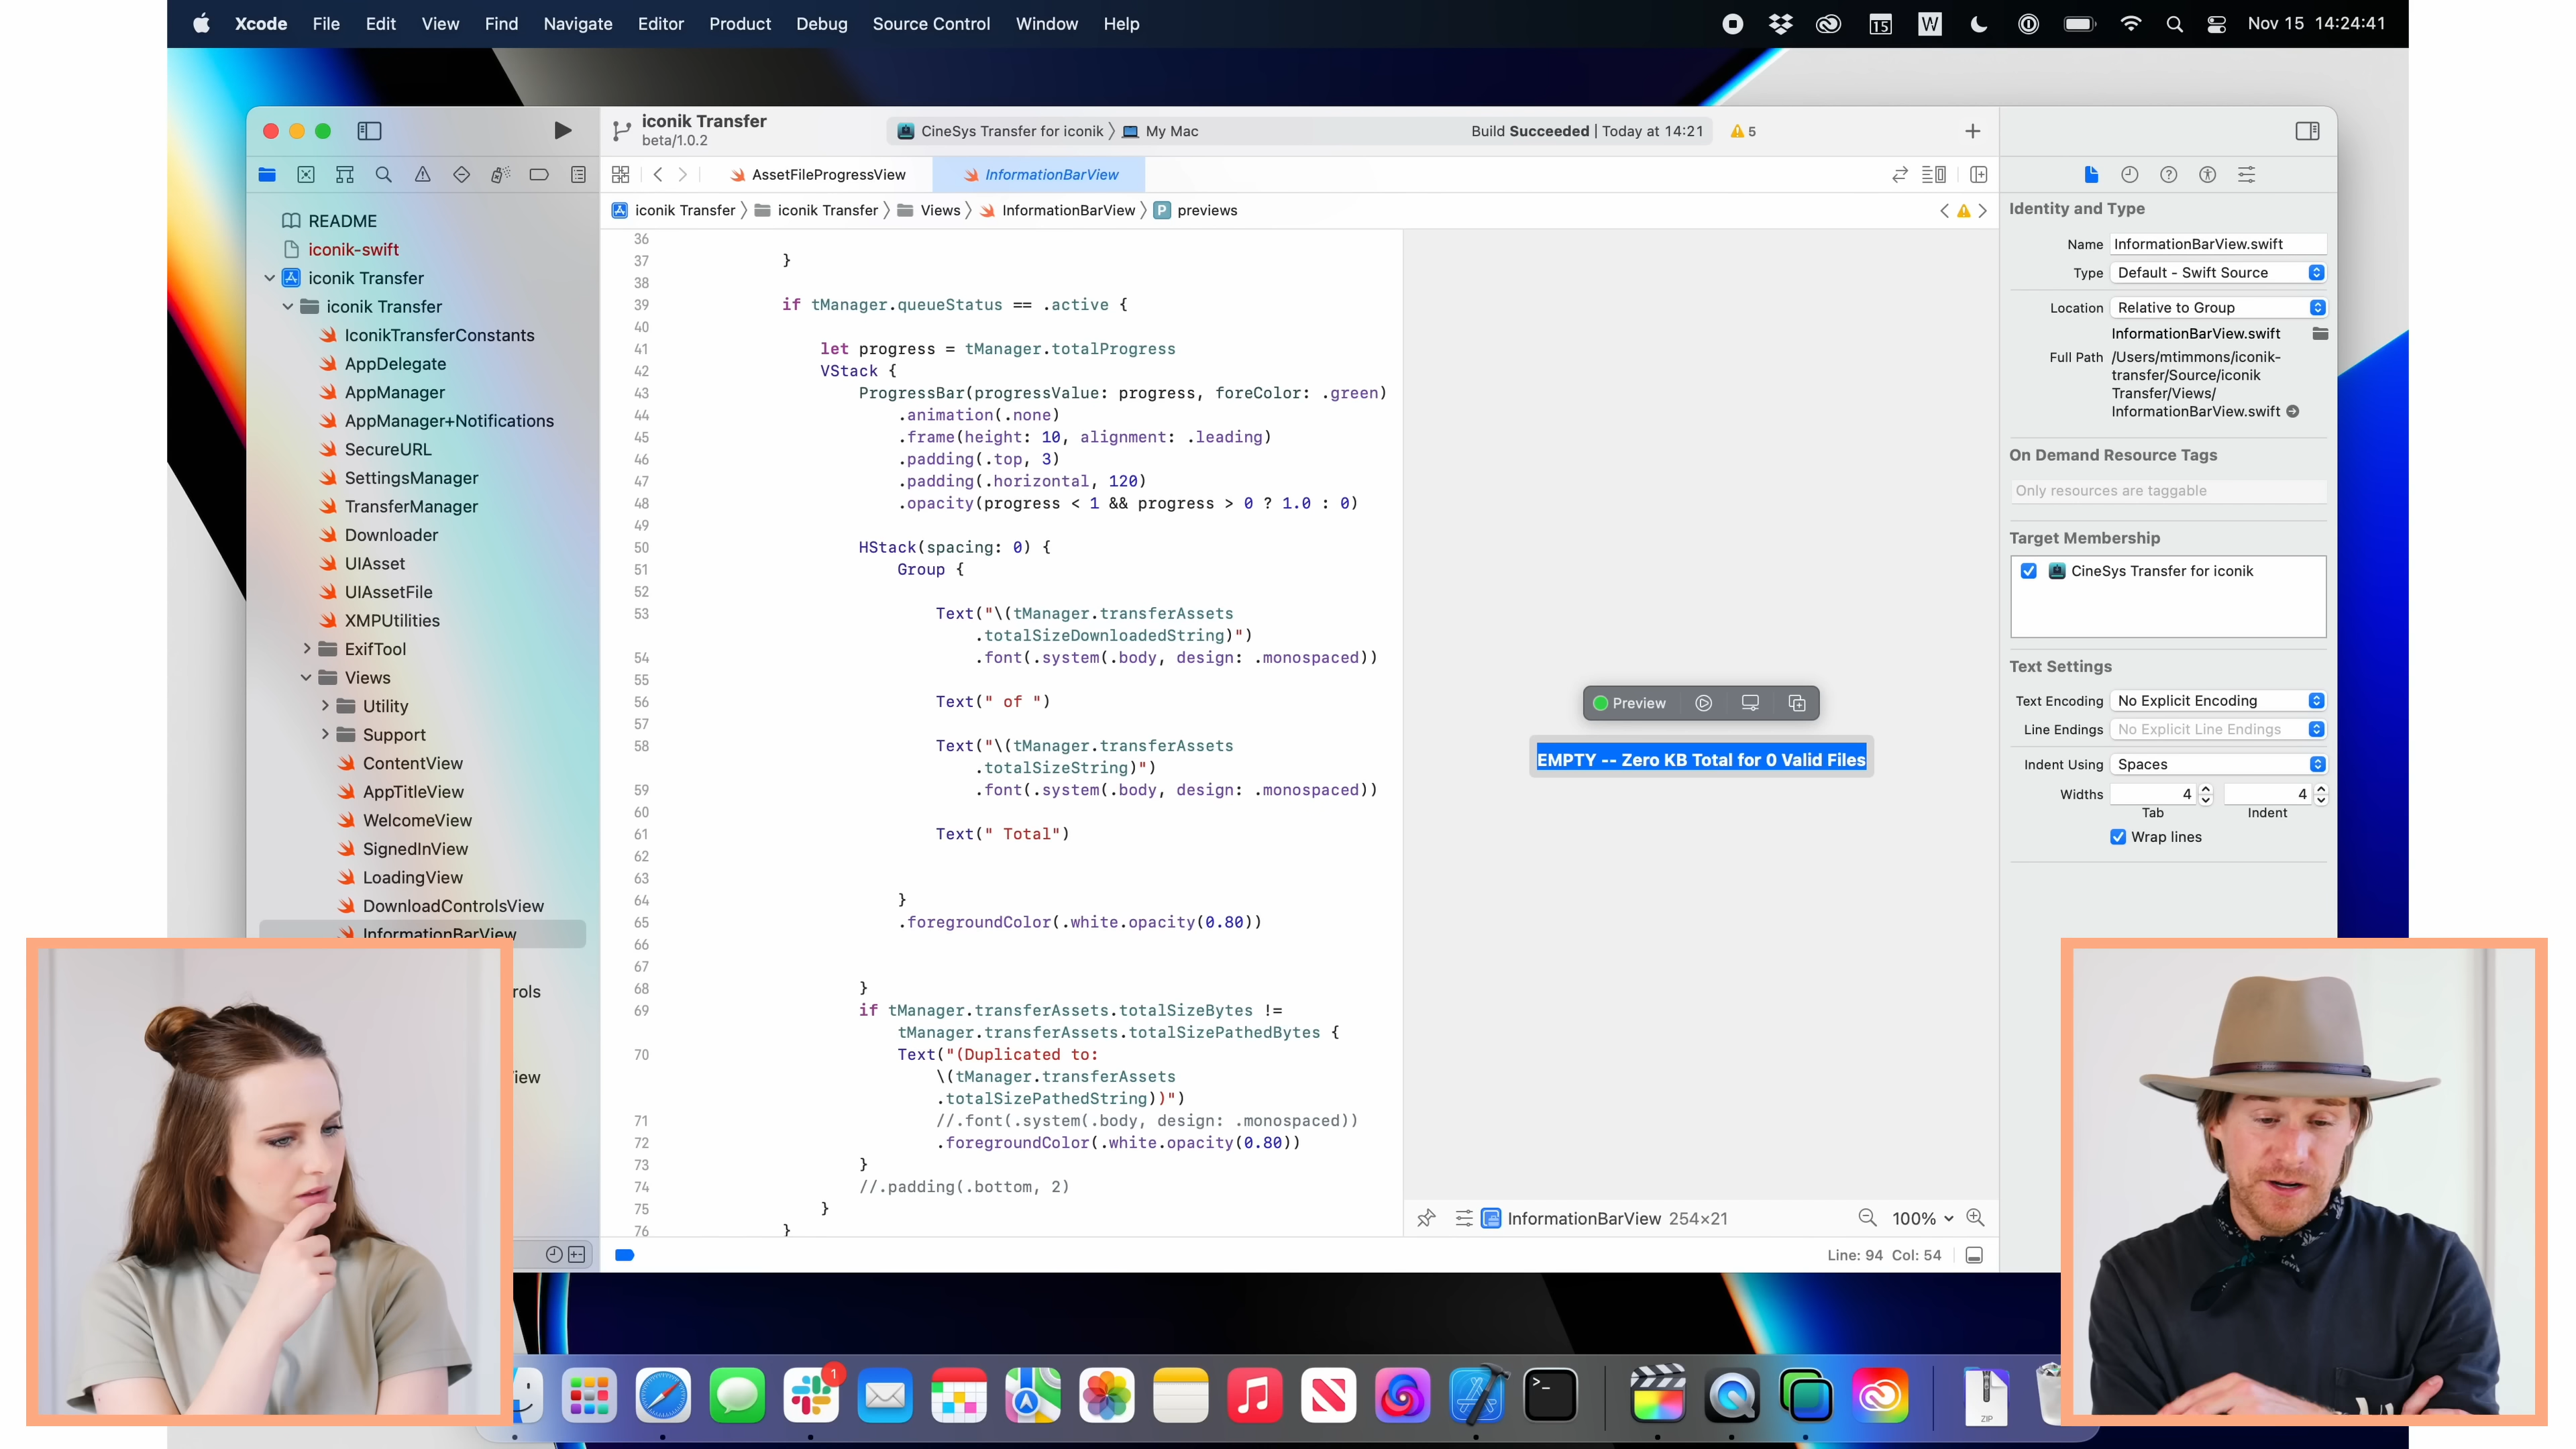 Xcode File Edit View Find Navigate Editor Product Debug Source Control Window Help
15 W Nov 15 14:24:41
iconik Transfer
beta/1.0.2
CineSys Transfer for iconik My Mac
Build Succeeded | Today at 14:21
5
AssetFileProgressView InformationBarView
iconik Transfer iconik Transfer Views InformationBarView P previews
README
iconik-swift
iconik Transfer
iconik Transfer
IconikTransferConstants
AppDelegate
AppManager
AppManager+Notifications
SecureURL
SettingsManager
TransferManager
Downloader
UIAsset
UIAssetFile
XMPUtilities
ExifTool
Views
Utility
Support
ContentView
AppTitleView
WelcomeView
SignedInView
LoadingView
DownloadControlsView
InformationBarView
rols
iew
36
37 }
38
39 if tManager.queueStatus == .active {
40
41 let progress = tManager.totalProgress
42 VStack {
43 ProgressBar(progressValue: progress, foreColor: .green)
44 .animation(.none)
45 .frame(height: 10, alignment: .leading)
46 .padding(.top, 3)
47 .padding(.horizontal, 120)
48 .opacity(progress < 1 && progress > 0 ? 1.0 : 0)
49
50 HStack(spacing: 0) {
51 Group {
52
53 Text("\(tManager.transferAssets
.totalSizeDownloadedString)")
54 .font(.system(.body, design: .monospaced))
55
56 Text(" of ")
57
58 Text("\(tManager.transferAssets
.totalSizeString)")
59 .font(.system(.body, design: .monospaced))
60
61 Text(" Total")
62
63
64 }
65 .foregroundColor(.white.opacity(0.80))
66
67
68 }
69 if tManager.transferAssets.totalSizeBytes !=
tManager.transferAssets.totalSizePathedBytes {
70 Text("(Duplicated to:
\(tManager.transferAssets
.totalSizePathedString))")
71 //.font(.system(.body, design: .monospaced))
72 .foregroundColor(.white.opacity(0.80))
73 }
74 //.padding(.bottom, 2)
75 }
76 }
Preview
EMPTY -- Zero KB Total for 0 Valid Files
InformationBarView 254×21
100%
Line: 94 Col: 54
Identity and Type
Name InformationBarView.swift
Type Default - Swift Source
Location Relative to Group
InformationBarView.swift
Full Path /Users/mtimmons/iconik-
transfer/Source/iconik
Transfer/Views/
InformationBarView.swift
On Demand Resource Tags
Only resources are taggable
Target Membership
CineSys Transfer for iconik
Text Settings
Text Encoding No Explicit Encoding
Line Endings No Explicit Line Endings
Indent Using Spaces
Widths 4 4
Tab Indent
Wrap lines
1
>_
ZIP